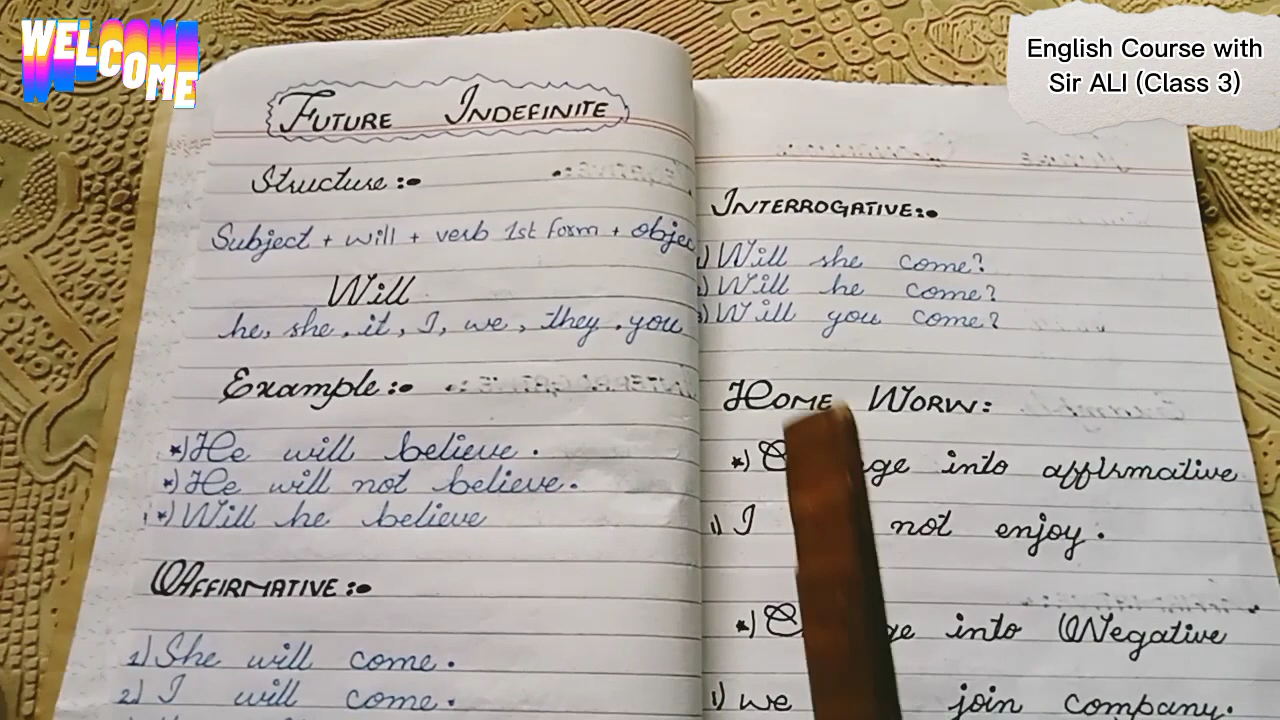 WELCOME
English Course with
Sir ALI (Class 3)
FUTURE INDEFINITE
Structure:
Subject + will + verb 1st form + objec
Will
he, she, it, I, we, they, you
Example:
*) He will believe.
*) He will not believe.
*) Will he believe
AFFIRMATIVE:
1) She will come.
2) I will come.
INTERROGATIVE:
) Will she come?
) Will he come?
3) Will you come?
HOME WORK:
*) into affirmative
1) I not enjoy.
*) into Negative
1) we join company.